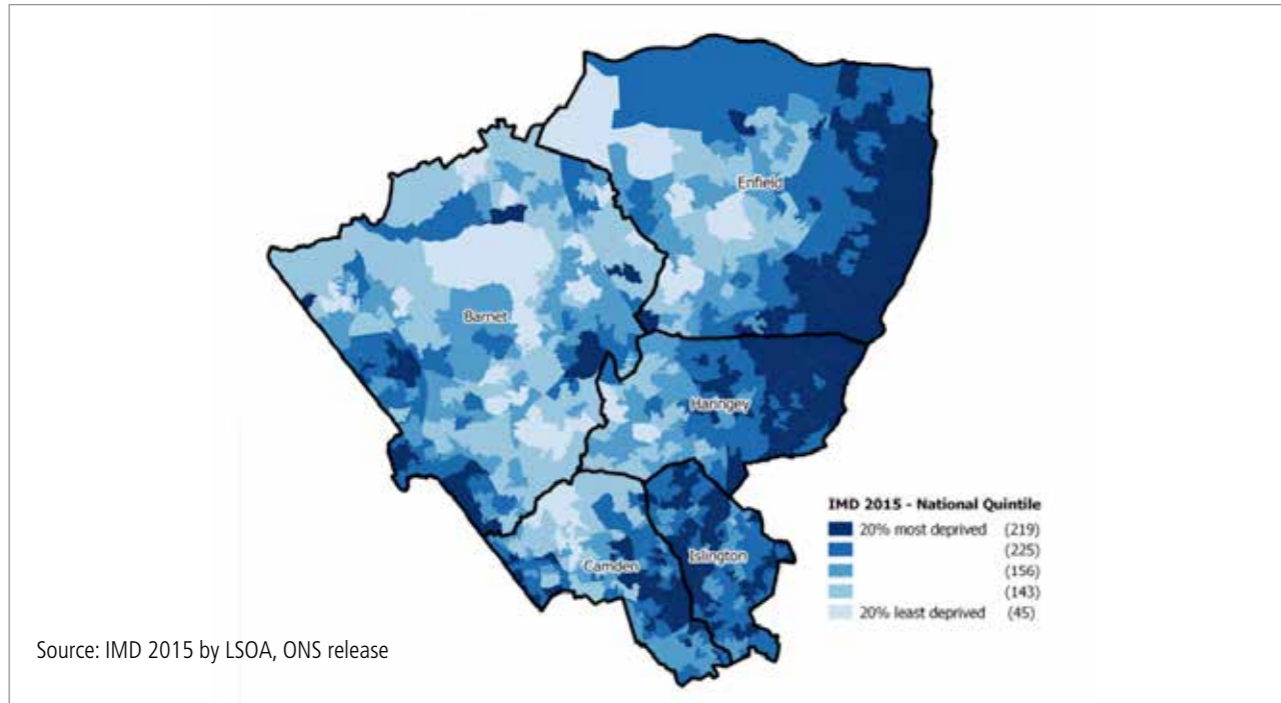 Enfield
Barnet
Haringey
Camden
Islington
IMD 2015 - National Quintile
20% most deprived (219)
(225)
(156)
(143)
20% least deprived (45)
Source: IMD 2015 by LSOA, ONS release